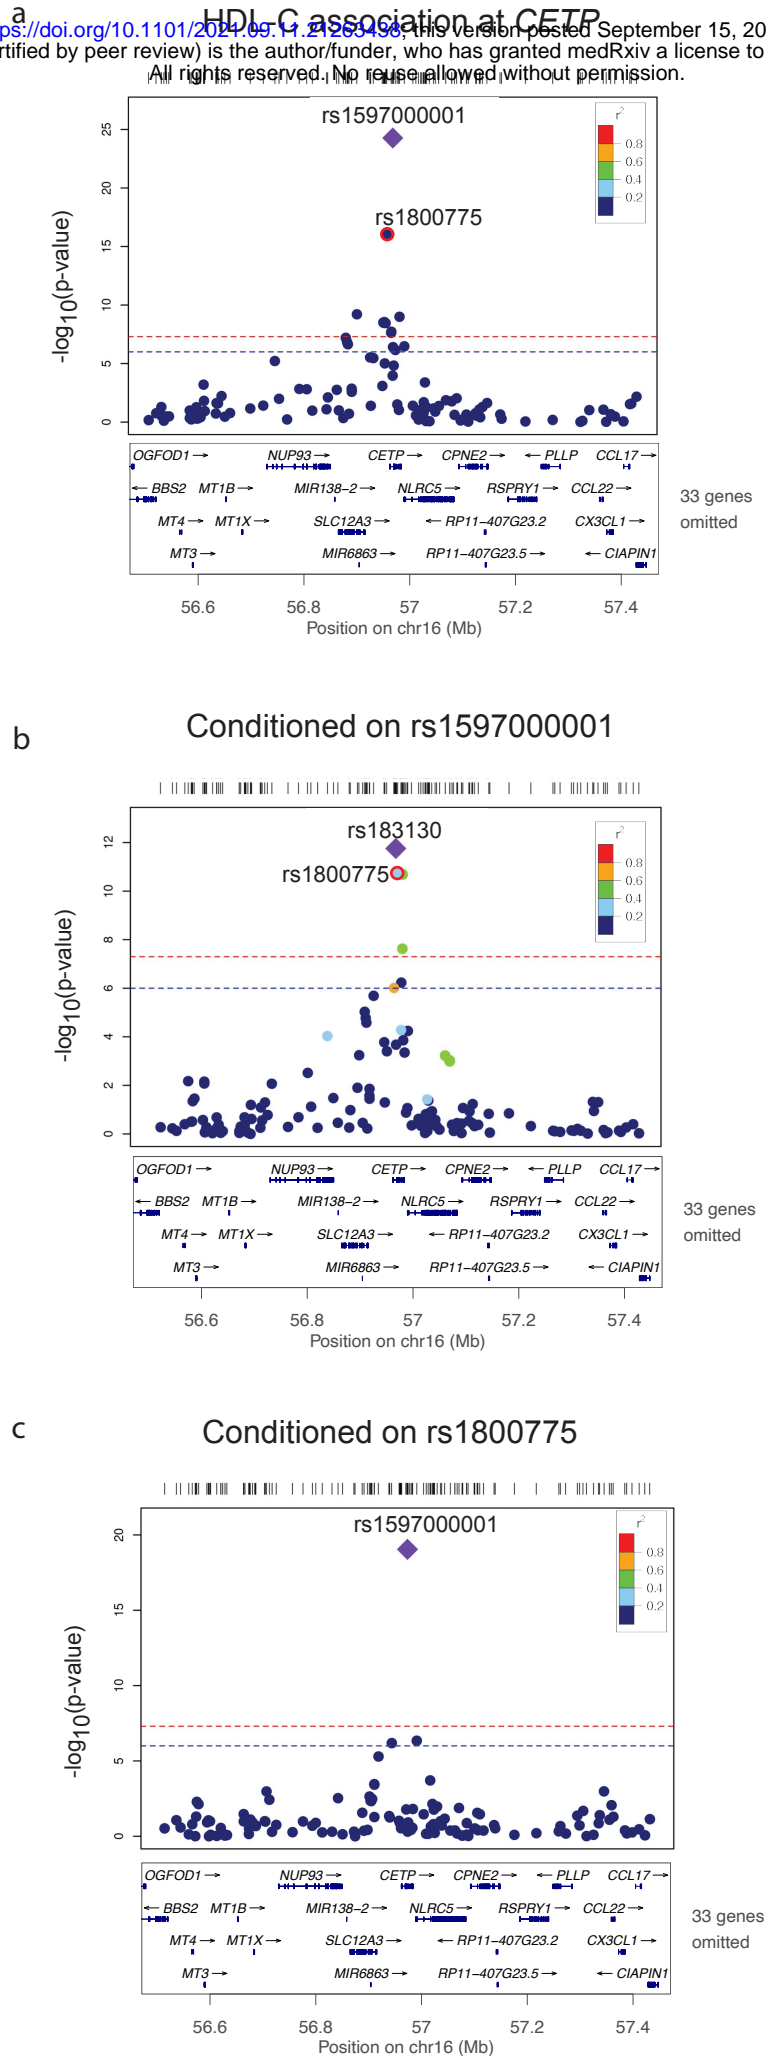 a
HDL-C association at CETP
ps://doi.org/10.1101/2021.09.11.21263438; this version posted September 15, 20
rtified by peer review) is the author/funder, who has granted medRxiv a license to
All rights reserved. No reuse allowed without permission.
rs1597000001
rs1800775
r²
0.8
0.6
0.4
0.2
25
20
15
10
5
0
-log10(p-value)
OGFOD1 → NUP93 → CETP → CPNE2 → ← PLLP CCL17 →
← BBS2 MT1B → MIR138−2 → NLRC5 → RSPRY1 → CCL22 →
MT4 → MT1X → SLC12A3 → ← RP11−407G23.2 CX3CL1 →
MT3 → MIR6863 → RP11−407G23.5 → ← CIAPIN1
33 genes
omitted
56.6 56.8 57 57.2 57.4
Position on chr16 (Mb)
b
Conditioned on rs1597000001
rs183130
rs1800775
r²
0.8
0.6
0.4
0.2
12
10
8
6
4
2
0
-log10(p-value)
OGFOD1 → NUP93 → CETP → CPNE2 → ← PLLP CCL17 →
← BBS2 MT1B → MIR138−2 → NLRC5 → RSPRY1 → CCL22 →
MT4 → MT1X → SLC12A3 → ← RP11−407G23.2 CX3CL1 →
MT3 → MIR6863 → RP11−407G23.5 → ← CIAPIN1
33 genes
omitted
56.6 56.8 57 57.2 57.4
Position on chr16 (Mb)
c
Conditioned on rs1800775
rs1597000001
r²
0.8
0.6
0.4
0.2
20
15
10
5
0
-log10(p-value)
OGFOD1 → NUP93 → CETP → CPNE2 → ← PLLP CCL17 →
← BBS2 MT1B → MIR138−2 → NLRC5 → RSPRY1 → CCL22 →
MT4 → MT1X → SLC12A3 → ← RP11−407G23.2 CX3CL1 →
MT3 → MIR6863 → RP11−407G23.5 → ← CIAPIN1
33 genes
omitted
56.6 56.8 57 57.2 57.4
Position on chr16 (Mb)